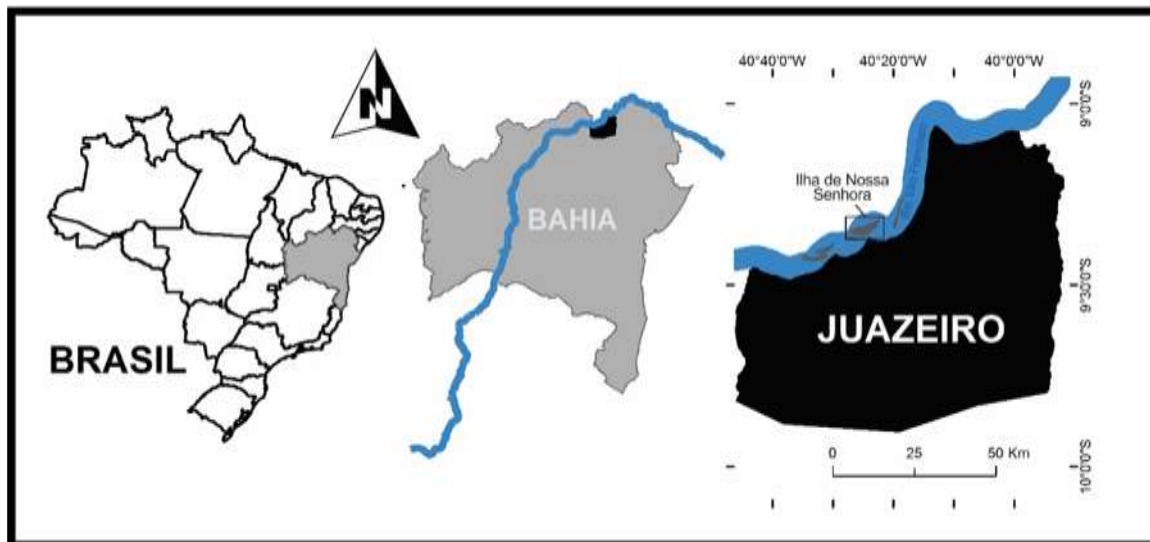 N
BRASIL
BAHIA
40°40'0"W
40°20'0"W
40°0'0"W
9°0'0"S
9°30'0"S
10°0'0"S
Ilha de Nossa
Senhora
JUAZEIRO
0 25 50 Km